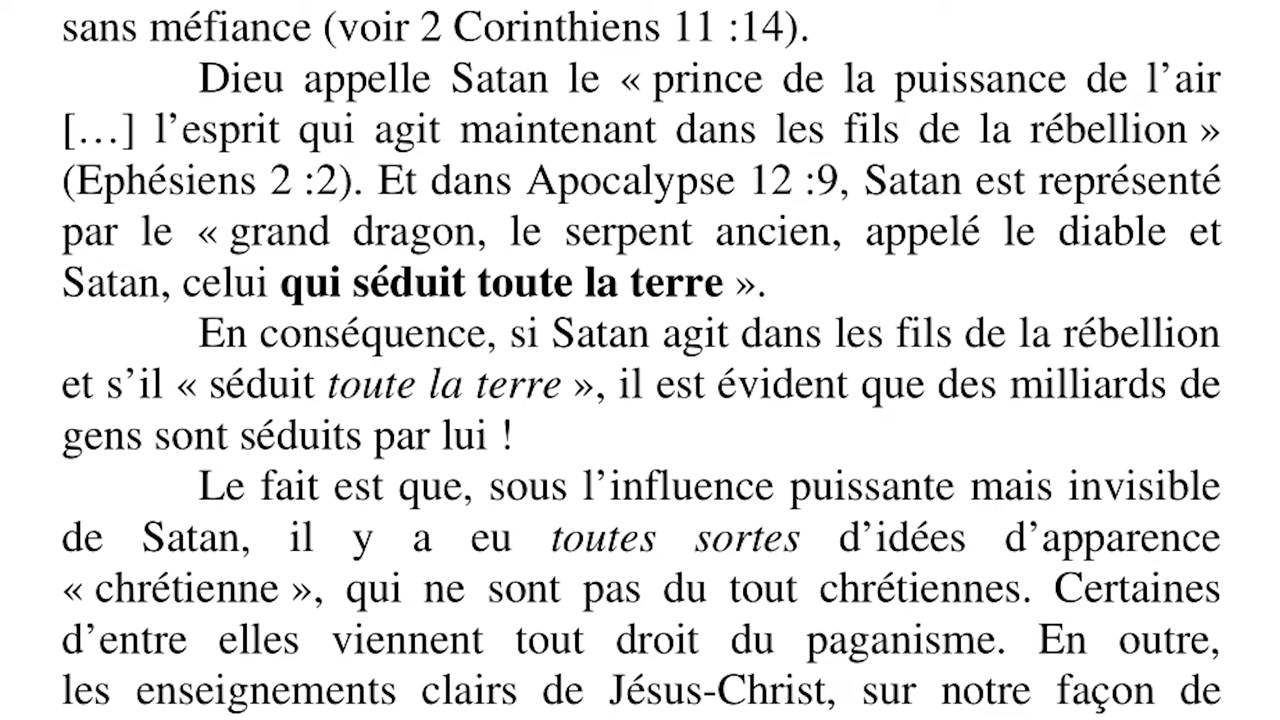 sans méfiance (voir 2 Corinthiens 11 :14).
Dieu appelle Satan le « prince de la puissance de l’air
[…] l’esprit qui agit maintenant dans les fils de la rébellion »
(Ephésiens 2 :2). Et dans Apocalypse 12 :9, Satan est représenté
par le « grand dragon, le serpent ancien, appelé le diable et
Satan, celui qui séduit toute la terre ».
En conséquence, si Satan agit dans les fils de la rébellion
et s’il « séduit toute la terre », il est évident que des milliards de
gens sont séduits par lui !
Le fait est que, sous l’influence puissante mais invisible
de Satan, il y a eu toutes sortes d’idées d’apparence
« chrétienne », qui ne sont pas du tout chrétiennes. Certaines
d’entre elles viennent tout droit du paganisme. En outre,
les enseignements clairs de Jésus-Christ, sur notre façon de